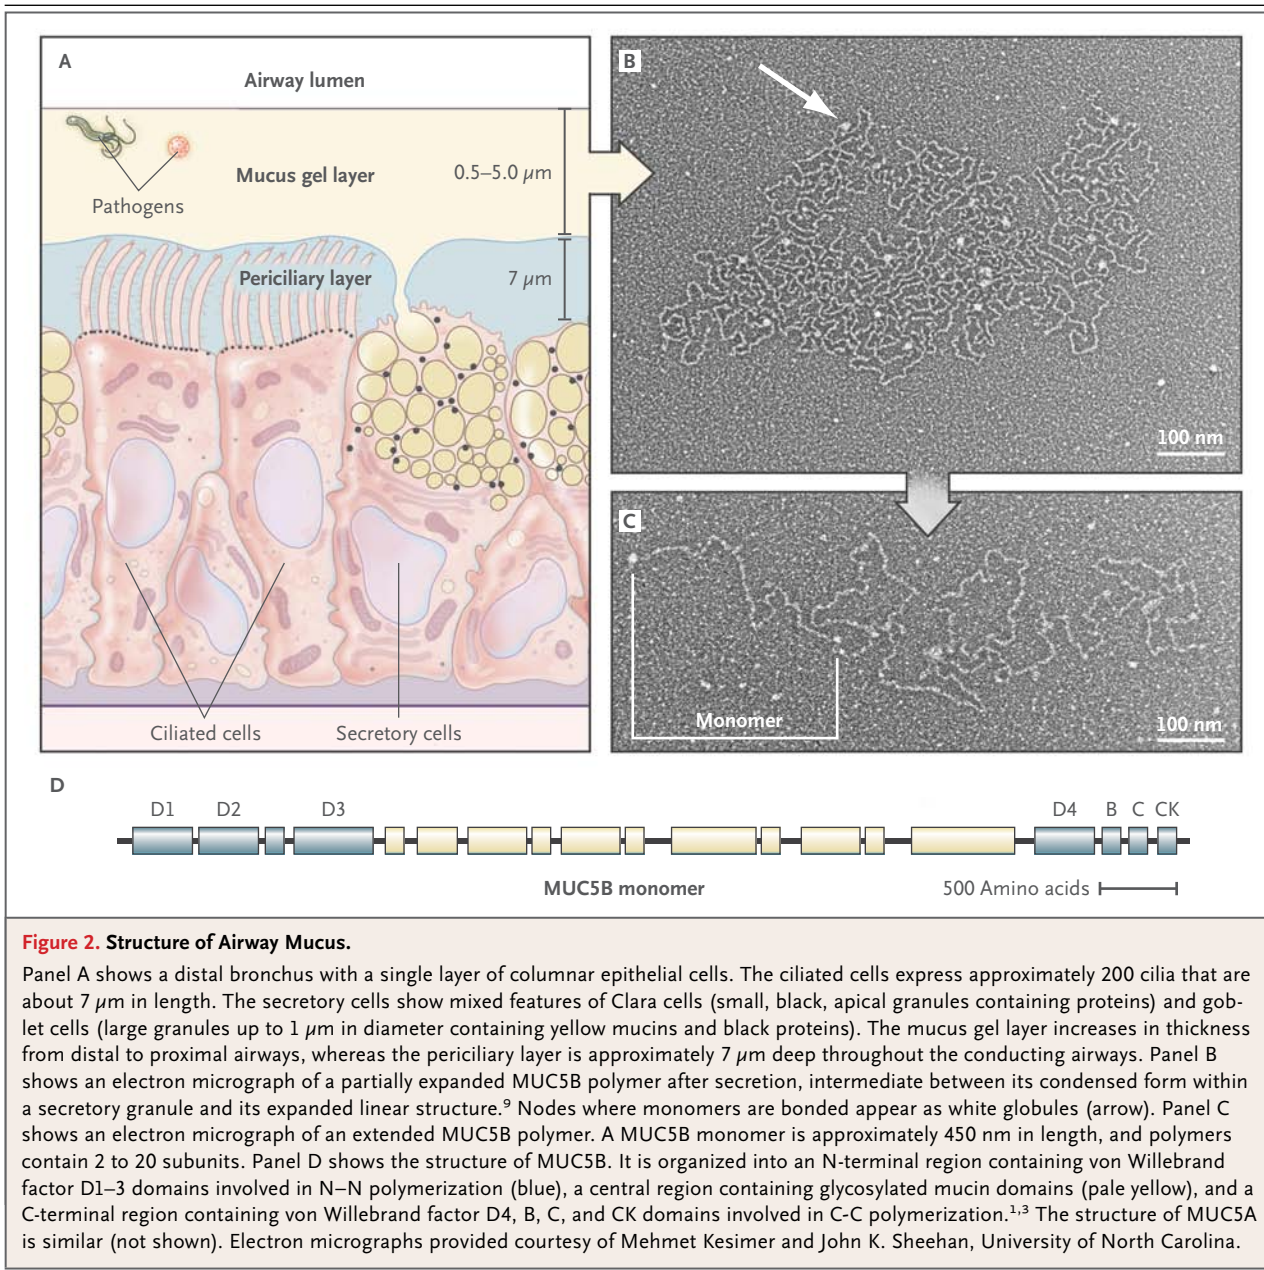 A
Airway lumen
Pathogens
Mucus gel layer
0.5–5.0 µm
Periciliary layer
7 µm
Ciliated cells
Secretory cells
B
100 nm
C
Monomer
100 nm
D
D1 D2 D3 D4 B C CK
MUC5B monomer
500 Amino acids
Figure 2. Structure of Airway Mucus.
Panel A shows a distal bronchus with a single layer of columnar epithelial cells. The ciliated cells express approximately 200 cilia that are
about 7 µm in length. The secretory cells show mixed features of Clara cells (small, black, apical granules containing proteins) and gob-
let cells (large granules up to 1 µm in diameter containing yellow mucins and black proteins). The mucus gel layer increases in thickness
from distal to proximal airways, whereas the periciliary layer is approximately 7 µm deep throughout the conducting airways. Panel B
shows an electron micrograph of a partially expanded MUC5B polymer after secretion, intermediate between its condensed form within
a secretory granule and its expanded linear structure.⁹ Nodes where monomers are bonded appear as white globules (arrow). Panel C
shows an electron micrograph of an extended MUC5B polymer. A MUC5B monomer is approximately 450 nm in length, and polymers
contain 2 to 20 subunits. Panel D shows the structure of MUC5B. It is organized into an N-terminal region containing von Willebrand
factor D1–3 domains involved in N–N polymerization (blue), a central region containing glycosylated mucin domains (pale yellow), and a
C-terminal region containing von Willebrand factor D4, B, C, and CK domains involved in C-C polymerization.¹,³ The structure of MUC5A
is similar (not shown). Electron micrographs provided courtesy of Mehmet Kesimer and John K. Sheehan, University of North Carolina.